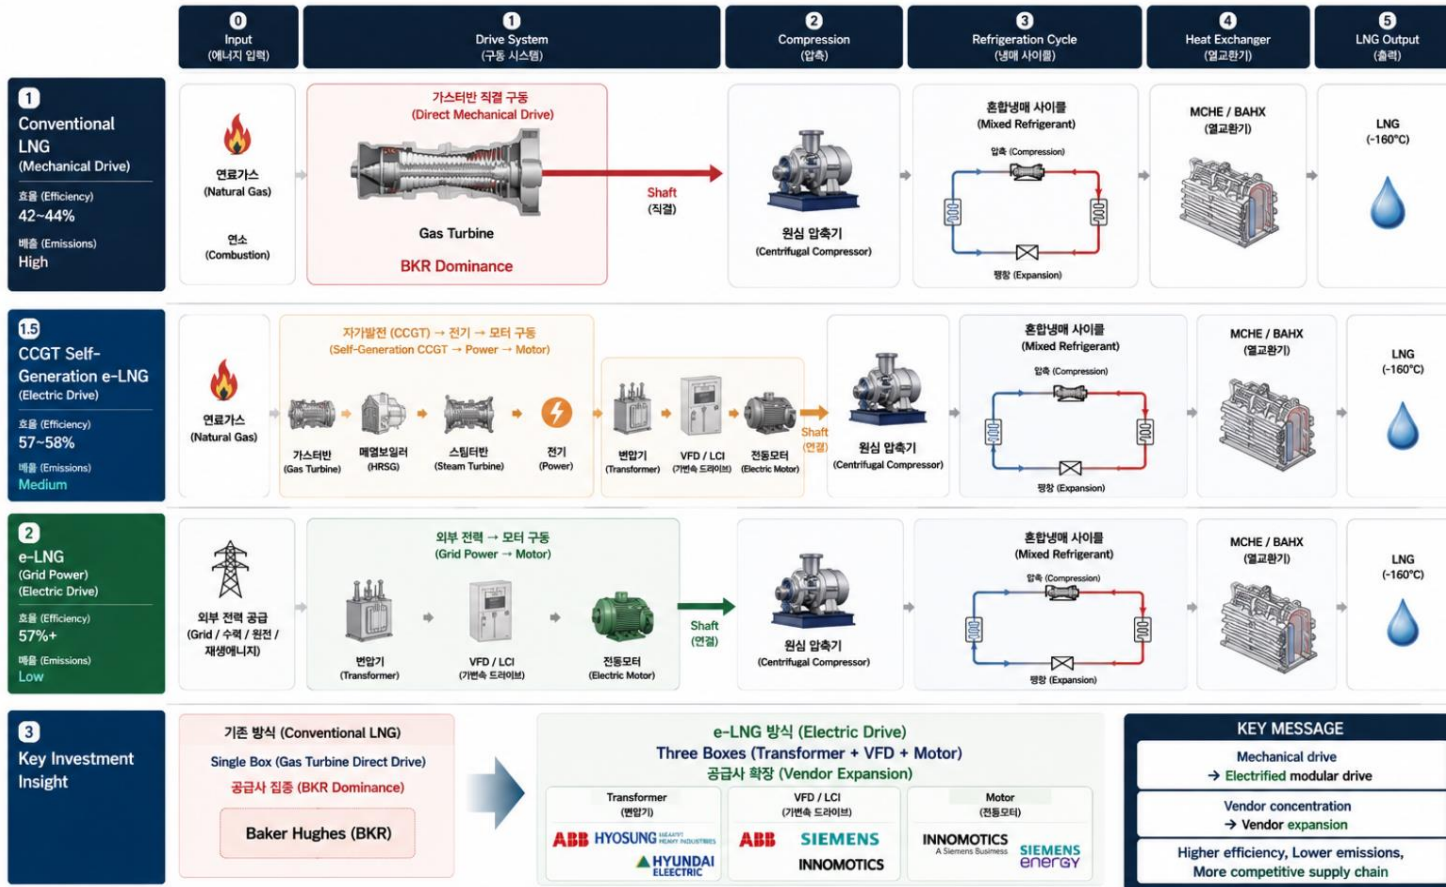 0
Input
(에너지 입력)
1
Drive System
(구동 시스템)
2
Compression
(압축)
3
Refrigeration Cycle
(냉매 사이클)
4
Heat Exchanger
(열교환기)
5
LNG Output
(출력)
1
Conventional
LNG
(Mechanical Drive)
효율 (Efficiency)
42~44%
배출 (Emissions)
High
연료가스
(Natural Gas)
연소
(Combustion)
가스터반 직결 구동
(Direct Mechanical Drive)
Gas Turbine
BKR Dominance
Shaft
(직결)
원심 압축기
(Centrifugal Compressor)
혼합냉매 사이클
(Mixed Refrigerant)
압축 (Compression)
팽창 (Expansion)
MCHE / BAHX
(열교환기)
LNG
(-160°C)
1.5
CCGT Self-
Generation e-LNG
(Electric Drive)
효율 (Efficiency)
57~58%
배출 (Emissions)
Medium
연료가스
(Natural Gas)
자가발전 (CCGT) → 전기 → 모터 구동
(Self-Generation CCGT → Power → Motor)
가스터반
(Gas Turbine)
(HRSG)
스팀터반
(Steam Turbine)
전기
(Power)
변압기
(Transformer)
VFD / LCI
(가변속 드라이브)
전동모터
(Electric Motor)
Shaft
(연결)
원심 압축기
(Centrifugal Compressor)
혼합냉매 사이클
(Mixed Refrigerant)
압축 (Compression)
팽창 (Expansion)
MCHE / BAHX
(열교환기)
LNG
(-160°C)
2
e-LNG
(Grid Power)
(Electric Drive)
효율 (Efficiency)
57%+
배출 (Emissions)
Low
외부 전력 공급
(Grid / 수력 / 원전 /
재생에너지)
외부 전력 → 모터 구동
(Grid Power → Motor)
변압기
(Transformer)
VFD / LCI
(가변속 드라이브)
전동모터
(Electric Motor)
Shaft
(연결)
원심 압축기
(Centrifugal Compressor)
혼합냉매 사이클
(Mixed Refrigerant)
압축 (Compression)
팽창 (Expansion)
MCHE / BAHX
(열교환기)
LNG
(-160°C)
3
Key Investment
Insight
기존 방식 (Conventional LNG)
Single Box (Gas Turbine Direct Drive)
공급사 집중 (BKR Dominance)
Baker Hughes (BKR)
e-LNG 방식 (Electric Drive)
Three Boxes (Transformer + VFD + Motor)
공급사 확장 (Vendor Expansion)
Transformer
(변압기)
ABB HYOSUNG HEAVY INDUSTRIES
HYUNDAI
ELEECTRIC
VFD / LCI
(가변속 드라이브)
ABB SIEMENS
INNOMOTICS
Motor
(전동모터)
INNOMOTICS
A Siemens Business
SIEMENS
energy
KEY MESSAGE
Mechanical drive
→ Electrified modular drive
Vendor concentration
→ Vendor expansion
Higher efficiency, Lower emissions,
More competitive supply chain